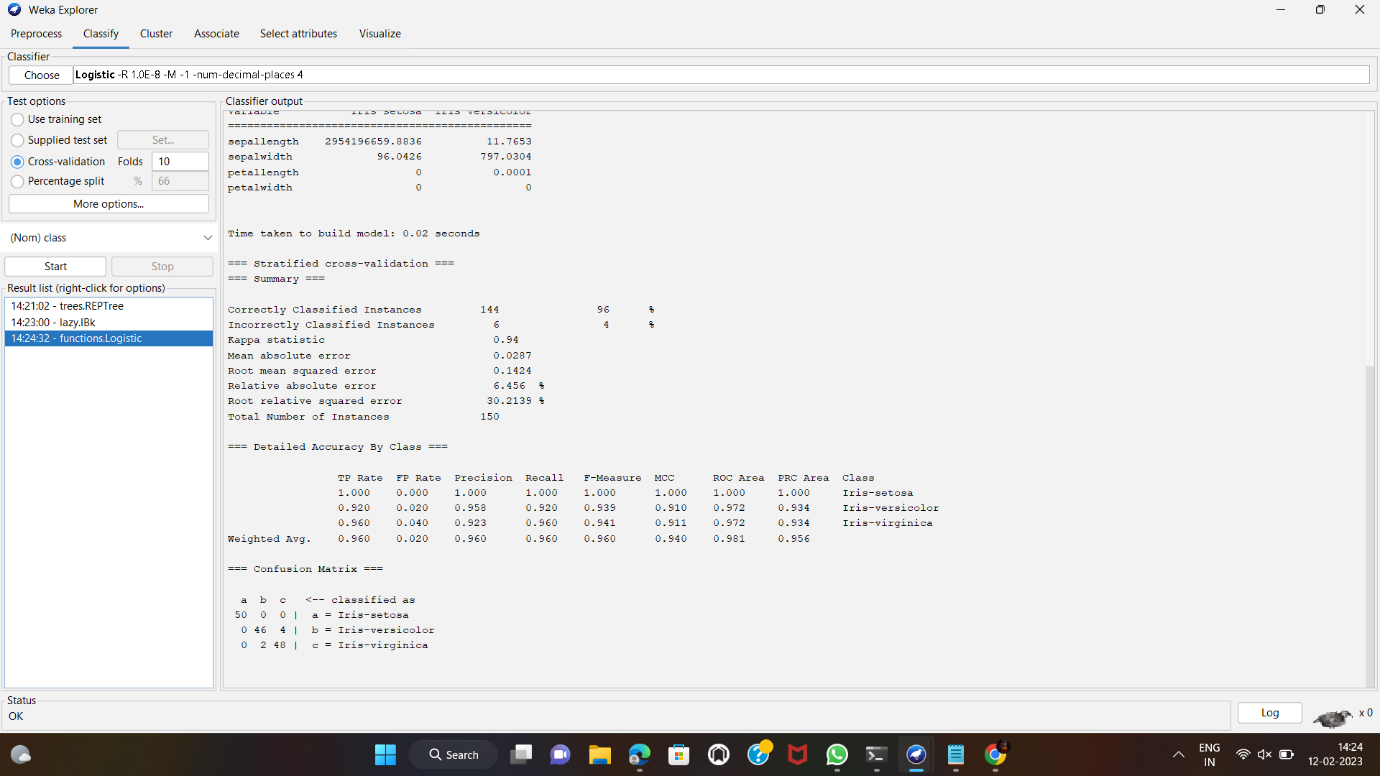 Weka Explorer
Preprocess Classify Cluster Associate Select attributes Visualize
Classifier
Choose Logistic -R 1.0E-8 -M -1 -num-decimal-places 4
Test options
Use training set
Supplied test set Set...
Cross-validation Folds 10
Percentage split % 66
More options...
(Nom) class
Start Stop
Result list (right-click for options)
14:21:02 - trees.REPTree
14:23:00 - lazy.IBk
14:24:32 - functions.Logistic
Classifier output
Variable Iris-setosa Iris-versicolor
===============================================
sepallength 2954196659.8836 11.7653
sepalwidth 96.0426 797.0304
petallength 0 0.0001
petalwidth 0 0
Time taken to build model: 0.02 seconds
=== Stratified cross-validation ===
=== Summary ===
Correctly Classified Instances 144 96 %
Incorrectly Classified Instances 6 4 %
Kappa statistic 0.94
Mean absolute error 0.0287
Root mean squared error 0.1424
Relative absolute error 6.456 %
Root relative squared error 30.2139 %
Total Number of Instances 150
=== Detailed Accuracy By Class ===
TP Rate FP Rate Precision Recall F-Measure MCC ROC Area PRC Area Class
1.000 0.000 1.000 1.000 1.000 1.000 1.000 1.000 Iris-setosa
0.920 0.020 0.958 0.920 0.939 0.910 0.972 0.934 Iris-versicolor
0.960 0.040 0.923 0.960 0.941 0.911 0.972 0.934 Iris-virginica
Weighted Avg. 0.960 0.020 0.960 0.960 0.960 0.940 0.981 0.956
=== Confusion Matrix ===
a b c <-- classified as
50 0 0 | a = Iris-setosa
0 46 4 | b = Iris-versicolor
0 2 48 | c = Iris-virginica
Status
OK
Log x 0
Search
ENG
IN
14:24
12-02-2023